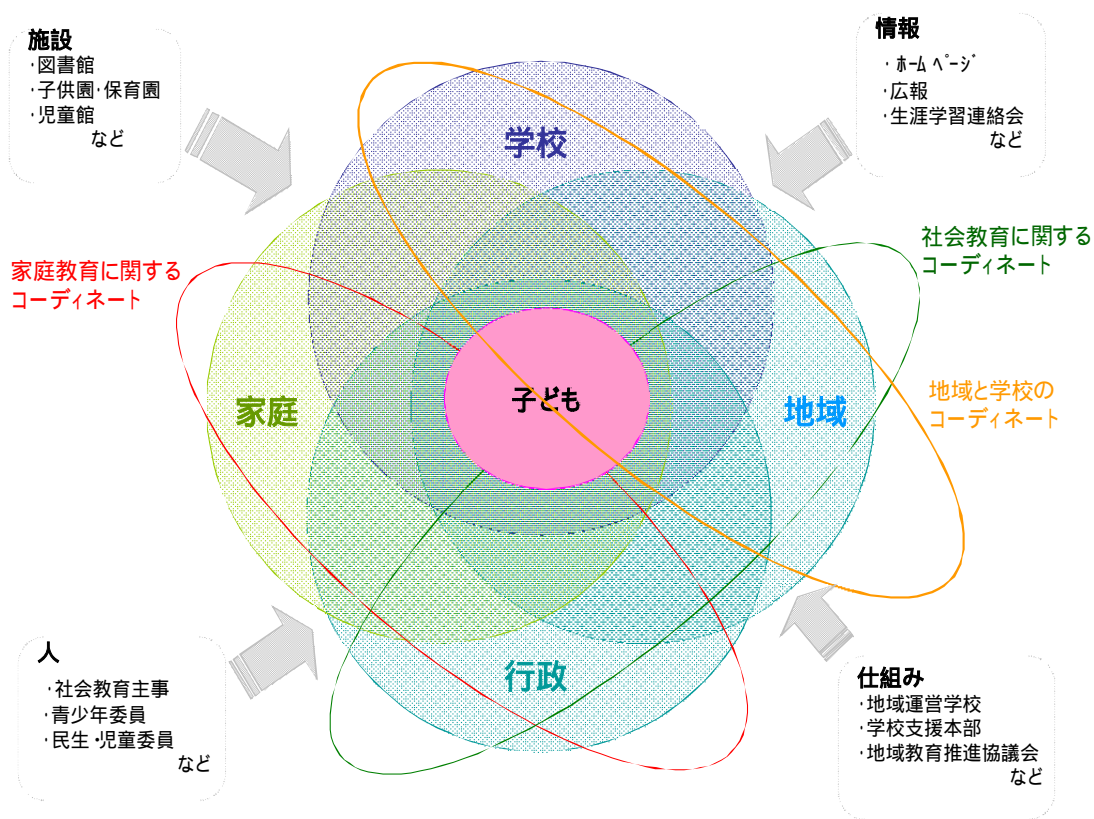 施設
・図書館
・子供園・保育園
・児童館
など
情報
・ホームページ
・広報
・生涯学習連絡会
など
学校
社会教育に関する
コーディネート
家庭教育に関する
コーディネート
地域と学校の
コーディネート
子ども
家庭
地域
行政
人
・社会教育主事
・青少年委員
・民生・児童委員
など
仕組み
・地域運営学校
・学校支援本部
・地域教育推進協議会
など